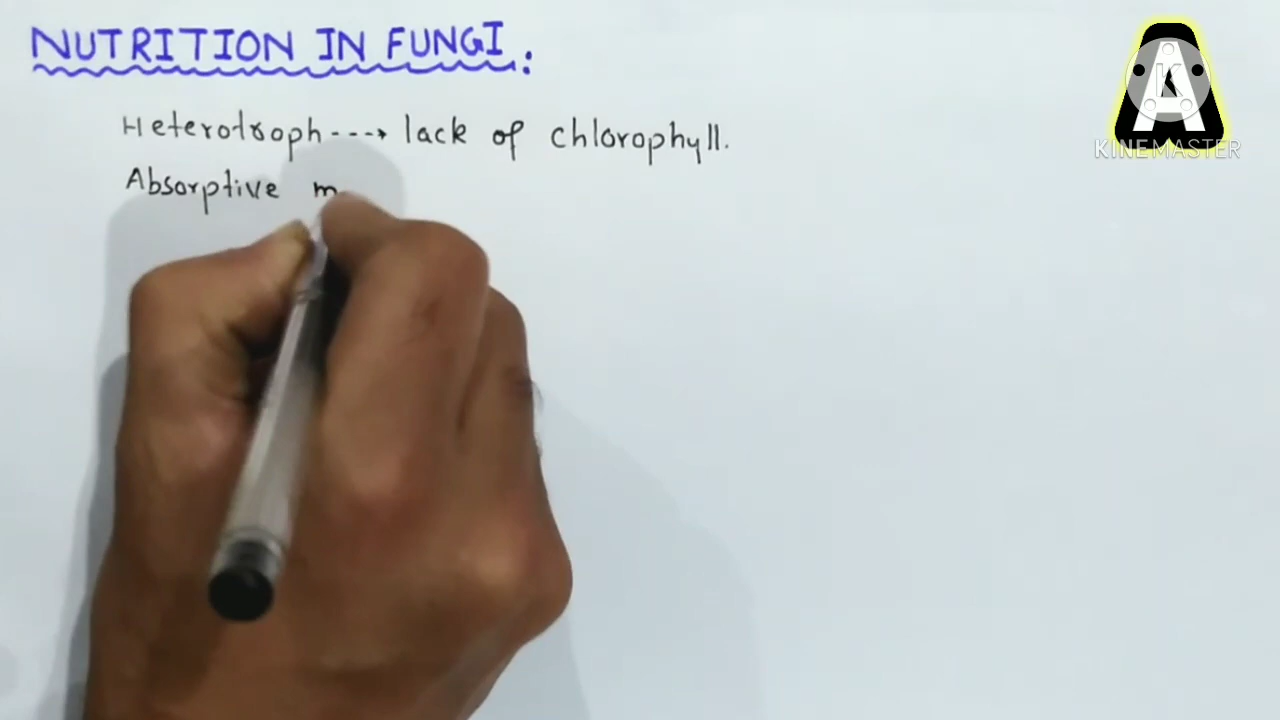 NUTRITION IN FUNGI:
Heterotroph ---→ lack of chlorophyll.
Absorptive m
A
K
KINEMASTER